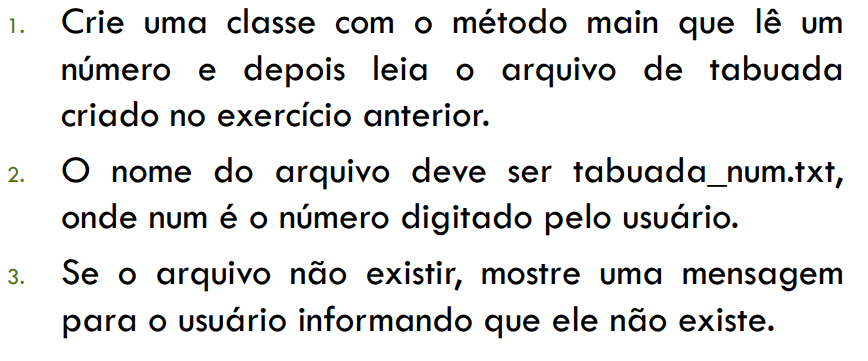 1. Crie uma classe com o método main que lê um
número e depois leia o arquivo de tabuada
criado no exercício anterior.
2. O nome do arquivo deve ser tabuada_num.txt,
onde num é o número digitado pelo usuário.
3. Se o arquivo não existir, mostre uma mensagem
para o usuário informando que ele não existe.